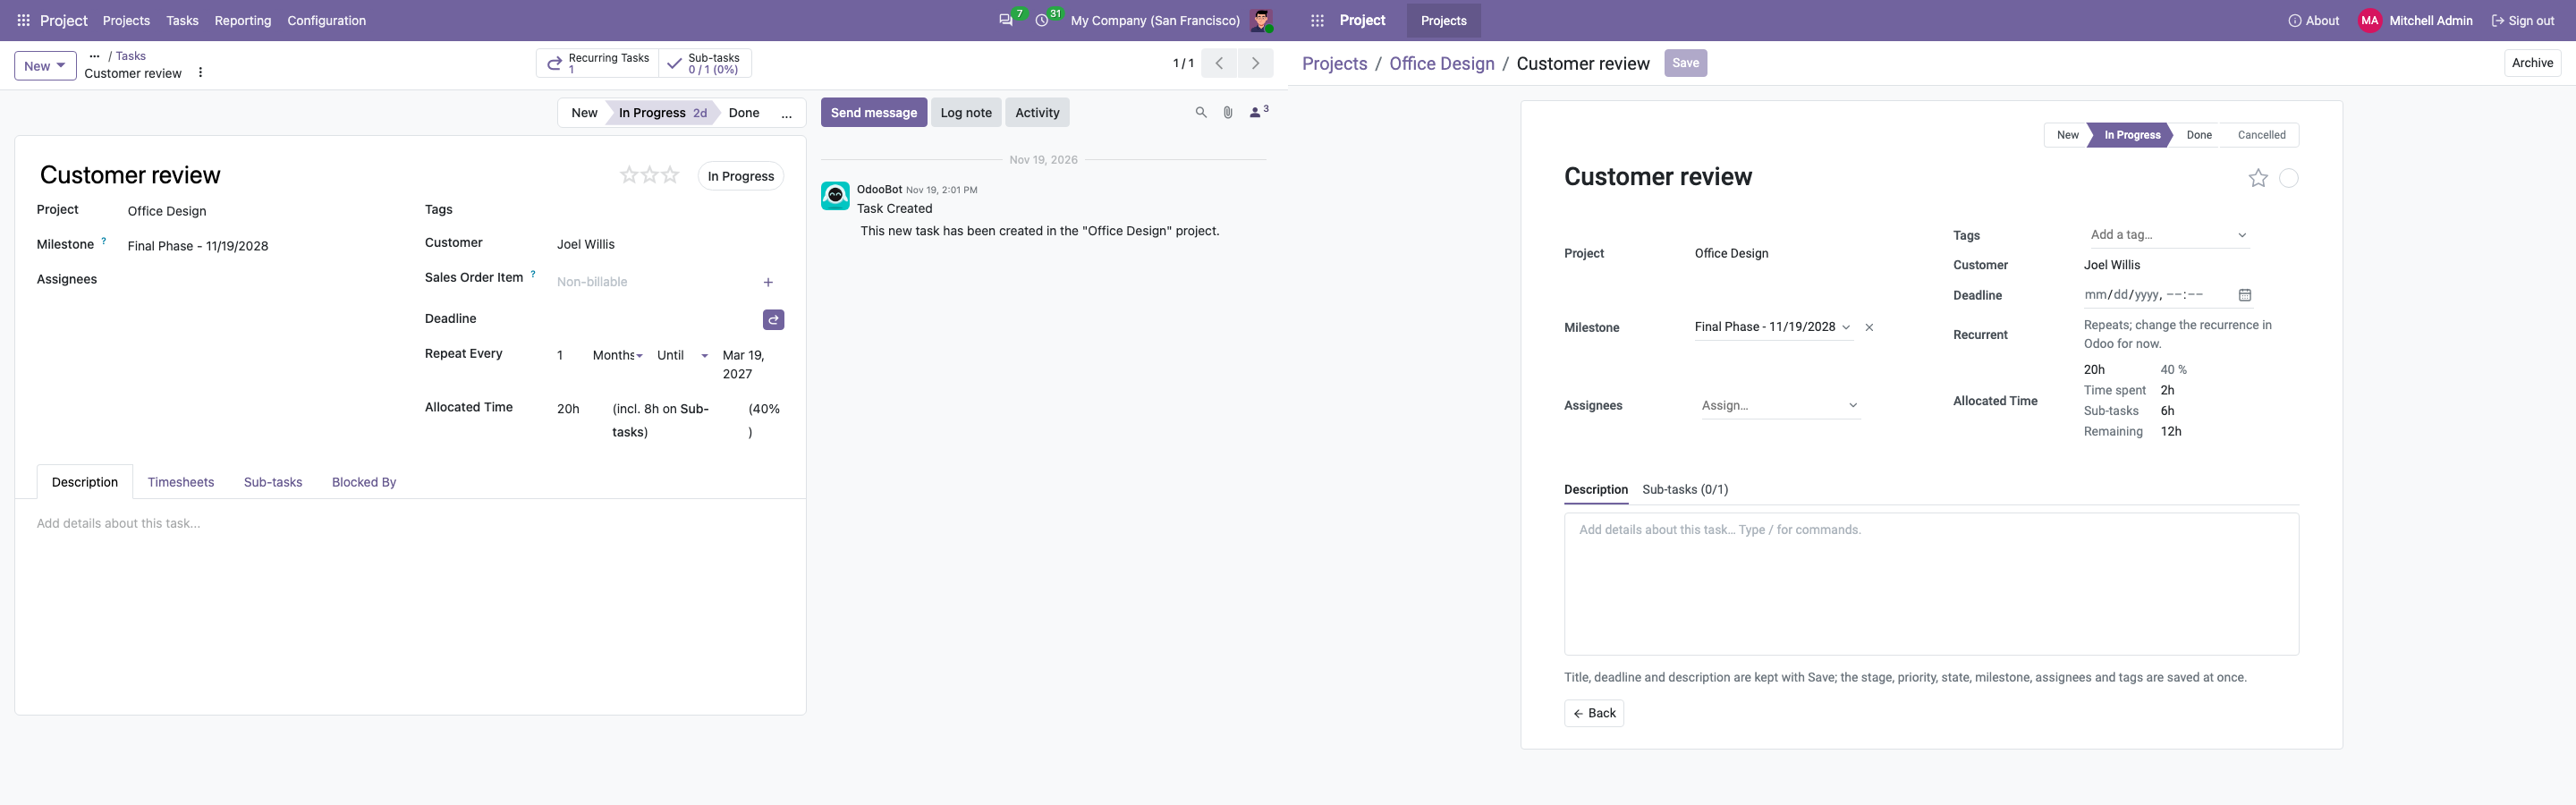 Project Projects Tasks Reporting Configuration
7 31 My Company (San Francisco)
New
... / Tasks
Customer review
Recurring Tasks
1
Sub-tasks
0 / 1 (0%)
1 / 1
New In Progress 2d Done ...
Send message Log note Activity
3
Customer review
In Progress
Project Office Design
Milestone ? Final Phase - 11/19/2028
Assignees
Tags
Customer Joel Willis
Sales Order Item ? Non-billable +
Deadline
Repeat Every 1 Months Until Mar 19,
2027
Allocated Time 20h (incl. 8h on Sub- (40%
tasks) )
Description Timesheets Sub-tasks Blocked By
Add details about this task...
Nov 19, 2026
OdooBot Nov 19, 2:01 PM
Task Created
This new task has been created in the "Office Design" project.
Project Projects
About MA Mitchell Admin Sign out
Projects / Office Design / Customer review Save
Archive
New In Progress Done Cancelled
Customer review
Project Office Design
Milestone Final Phase - 11/19/2028
Assignees Assign...
Tags Add a tag...
Customer Joel Willis
Deadline mm/dd/yyyy, --:--
Recurrent Repeats; change the recurrence in
Odoo for now.
Allocated Time
20h 40 %
Time spent 2h
Sub-tasks 6h
Remaining 12h
Description Sub-tasks (0/1)
Add details about this task... Type / for commands.
Title, deadline and description are kept with Save; the stage, priority, state, milestone, assignees and tags are saved at once.
← Back